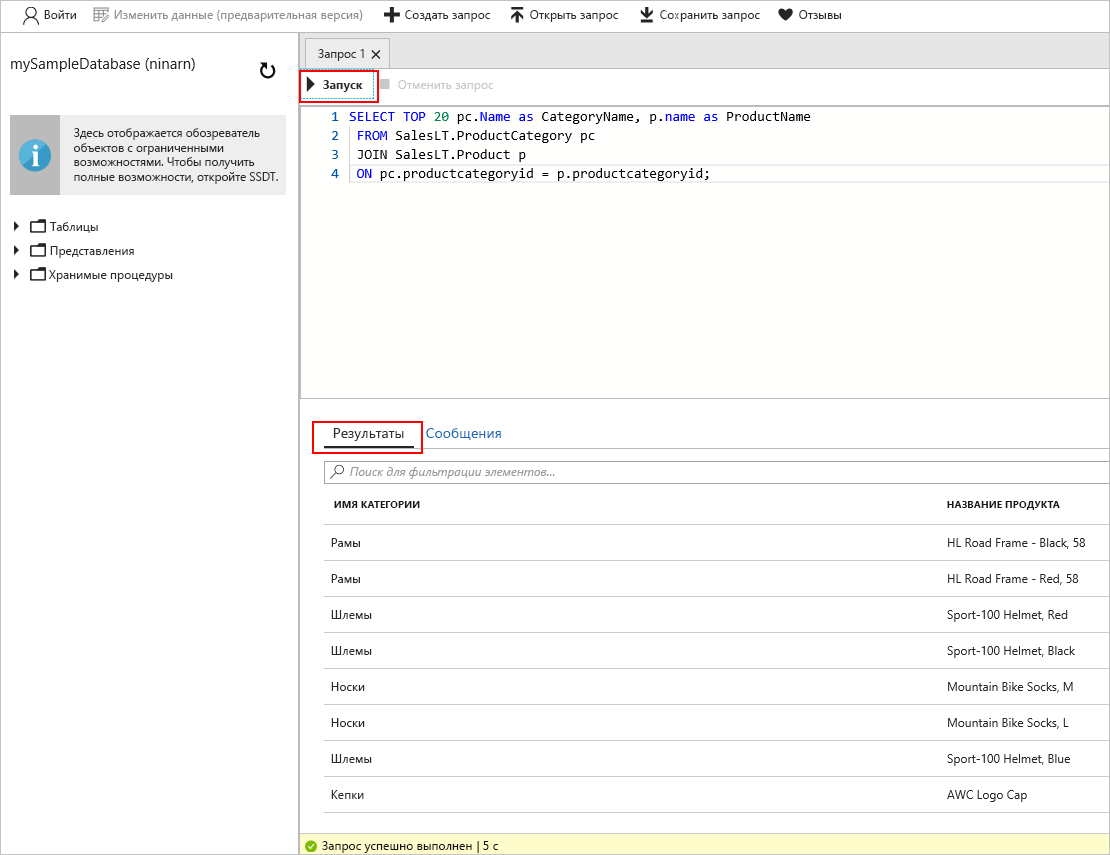 Войти Изменить данные (предварительная версия) Создать запрос Открыть запрос Сохранить запрос Отзывы
mySampleDatabase (ninarn)
Здесь отображается обозреватель
объектов с ограниченными
возможностями. Чтобы получить
полные возможности, откройте SSDT.
Таблицы
Представления
Хранимые процедуры
Запрос 1
Запуск Отменить запрос
1 SELECT TOP 20 pc.Name as CategoryName, p.name as ProductName
2 FROM SalesLT.ProductCategory pc
3 JOIN SalesLT.Product p
4 ON pc.productcategoryid = p.productcategoryid;
Результаты Сообщения
Поиск для фильтрации элементов...
ИМЯ КАТЕГОРИИ НАЗВАНИЕ ПРОДУКТА
Рамы HL Road Frame - Black, 58
Рамы HL Road Frame - Red, 58
Шлемы Sport-100 Helmet, Red
Шлемы Sport-100 Helmet, Black
Носки Mountain Bike Socks, M
Носки Mountain Bike Socks, L
Шлемы Sport-100 Helmet, Blue
Кепки AWC Logo Cap
Запрос успешно выполнен | 5 с